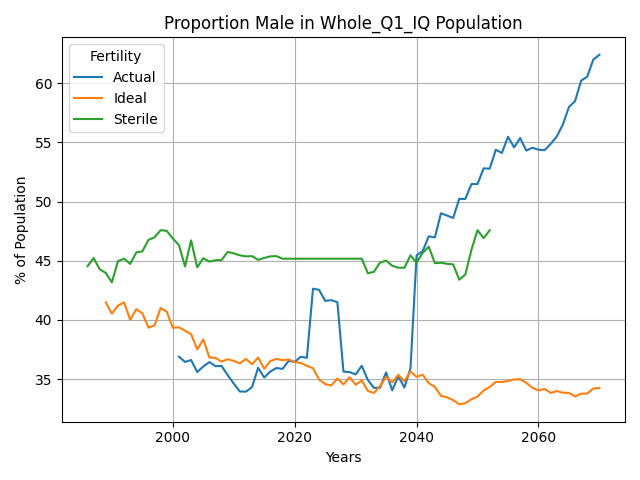 Proportion Male in Whole_Q1_IQ Population
Fertility
Actual
Ideal
Sterile
% of Population
60
55
50
45
40
35
2000
2020
2040
2060
Years